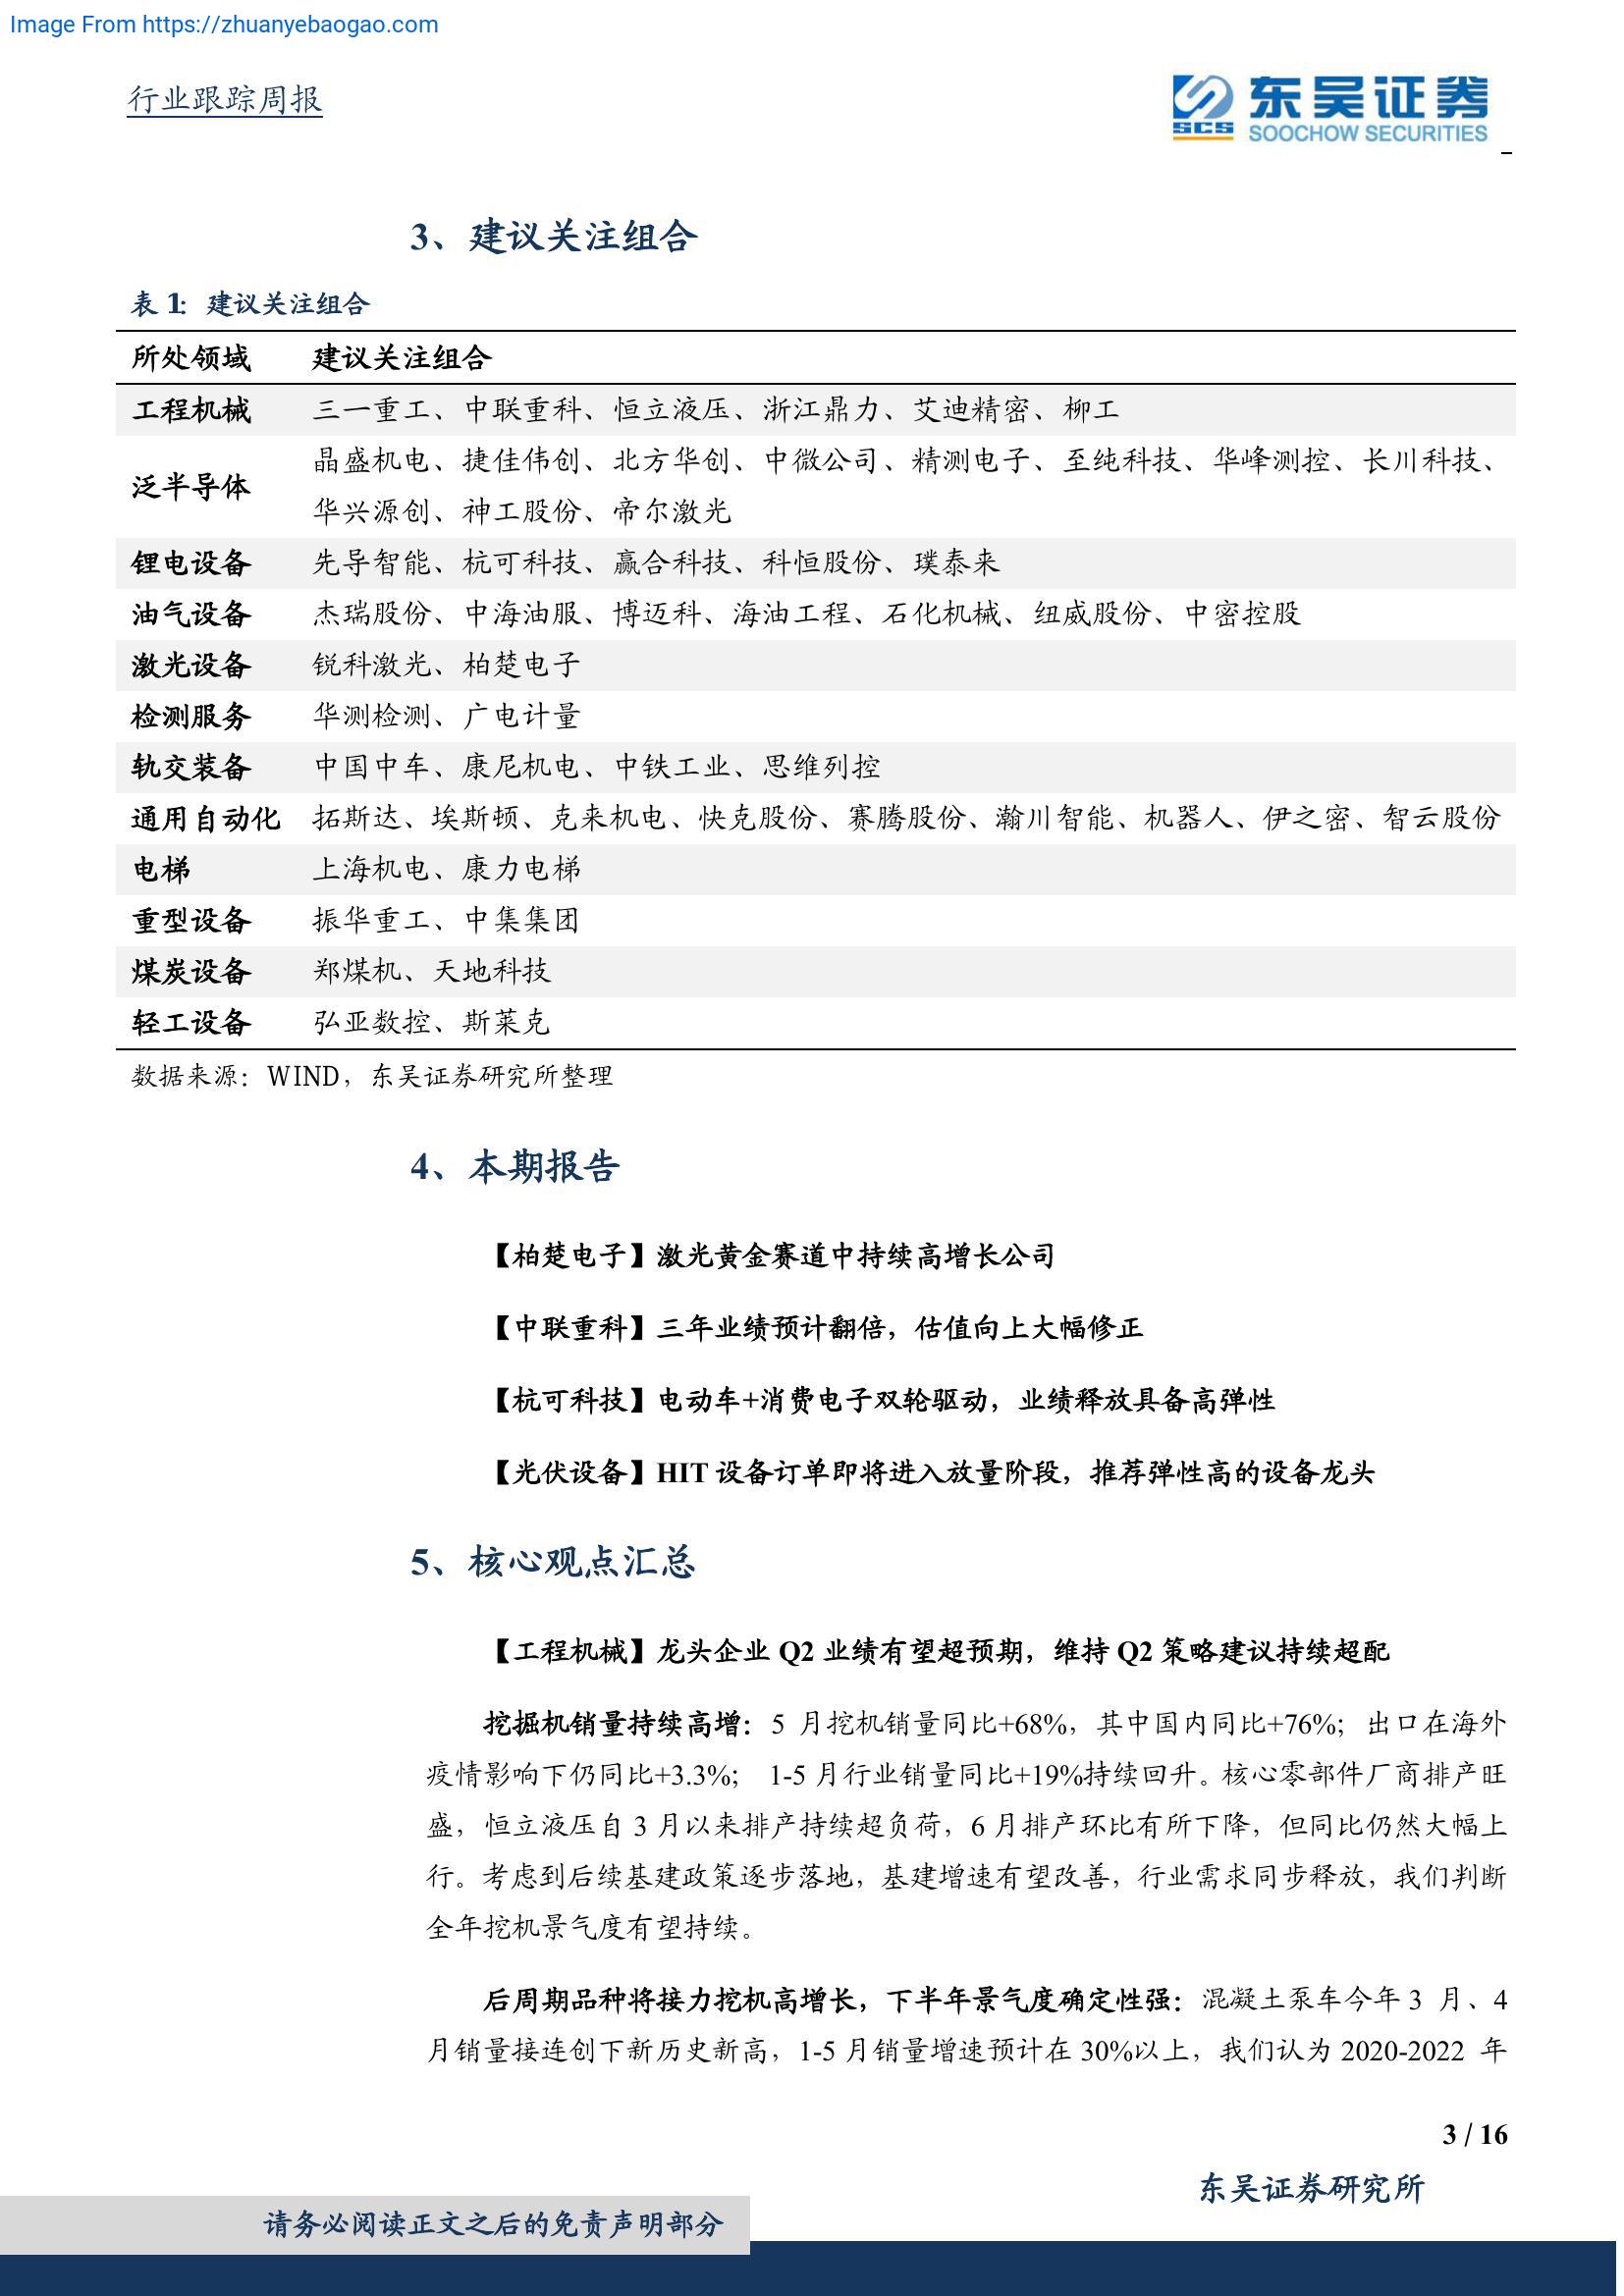 Image From https://zhuanyebaogao.com
行业跟踪周报
SCS 东吴证券
SOOCHOW SECURITIES
3、建议关注组合
表 1: 建议关注组合
所处领域 建议关注组合
工程机械 三一重工、中联重科、恒立液压、浙江鼎力、艾迪精密、柳工
泛半导体 晶盛机电、捷佳伟创、北方华创、中微公司、精测电子、至纯科技、华峰测控、长川科技、
华兴源创、神工股份、帝尔激光
锂电设备 先导智能、杭可科技、赢合科技、科恒股份、璞泰来
油气设备 杰瑞股份、中海油服、博迈科、海油工程、石化机械、纽威股份、中密控股
激光设备 锐科激光、柏楚电子
检测服务 华测检测、广电计量
轨交装备 中国中车、康尼机电、中铁工业、思维列控
通用自动化 拓斯达、埃斯顿、克来机电、快克股份、赛腾股份、瀚川智能、机器人、伊之密、智云股份
电梯 上海机电、康力电梯
重型设备 振华重工、中集集团
煤炭设备 郑煤机、天地科技
轻工设备 弘亚数控、斯莱克
数据来源：WIND，东吴证券研究所整理
4、本期报告
【柏楚电子】激光黄金赛道中持续高增长公司
【中联重科】三年业绩预计翻倍，估值向上大幅修正
【杭可科技】电动车+消费电子双轮驱动，业绩释放具备高弹性
【光伏设备】HIT 设备订单即将进入放量阶段，推荐弹性高的设备龙头
5、核心观点汇总
【工程机械】龙头企业 Q2 业绩有望超预期，维持 Q2 策略建议持续超配
挖掘机销量持续高增：5 月挖机销量同比+68%，其中国内同比+76%；出口在海外
疫情影响下仍同比+3.3%； 1-5 月行业销量同比+19%持续回升。核心零部件厂商排产旺
盛，恒立液压自 3 月以来排产持续超负荷，6 月排产环比有所下降，但同比仍然大幅上
行。考虑到后续基建政策逐步落地，基建增速有望改善，行业需求同步释放，我们判断
全年挖机景气度有望持续。
后周期品种将接力挖机高增长，下半年景气度确定性强：混凝土泵车今年 3 月、4
月销量接连创下新历史新高，1-5 月销量增速预计在 30%以上，我们认为 2020-2022 年
3 / 16
东吴证券研究所
请务必阅读正文之后的免责声明部分